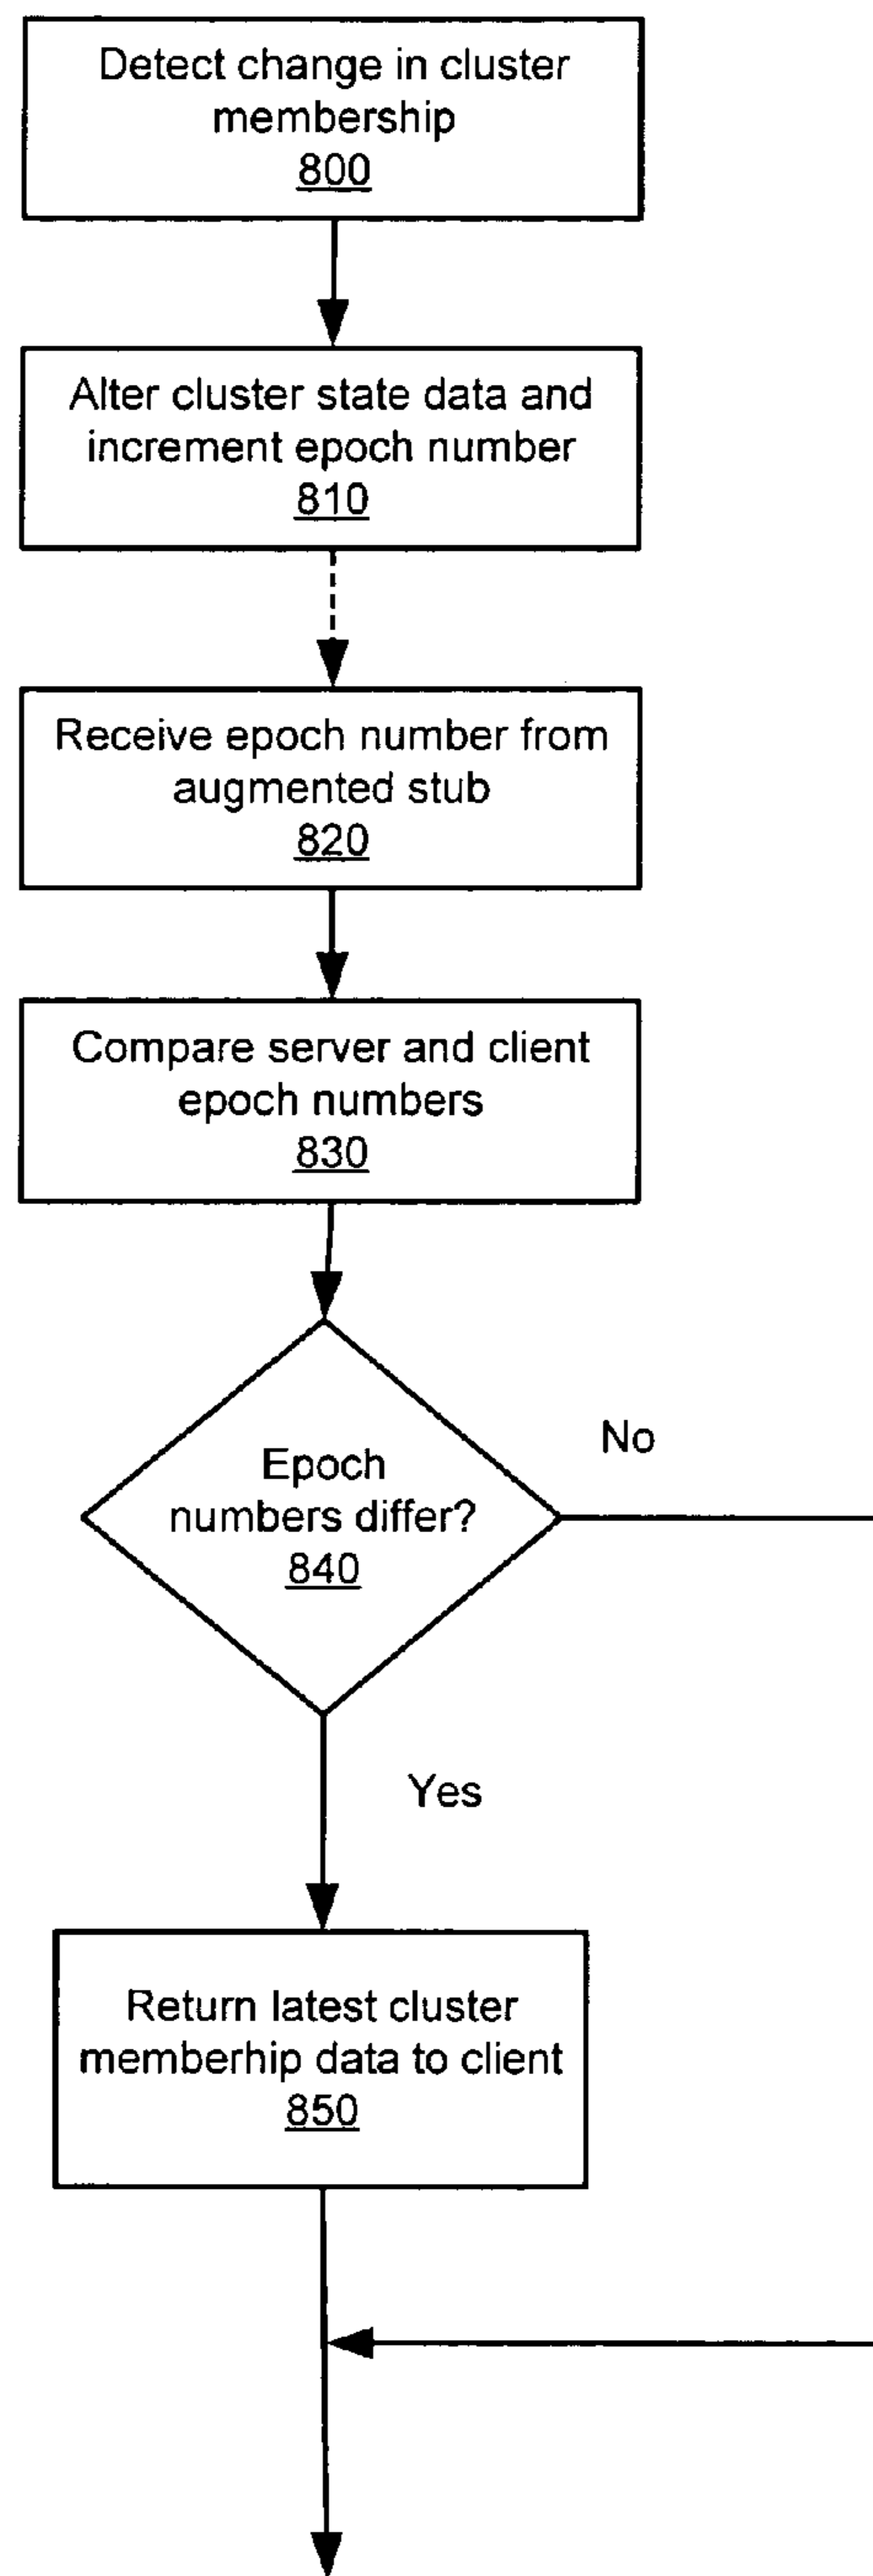 Detect change in cluster
membership
800
Alter cluster state data and
increment epoch number
810
Receive epoch number from
augmented stub
820
Compare server and client
epoch numbers
830
No
Epoch
numbers differ?
840
Yes
Return latest cluster
memberhip data to client
850